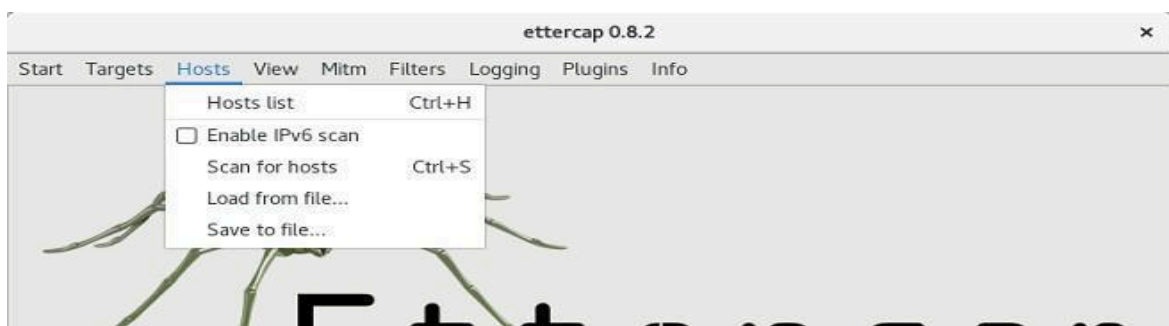 ettercap 0.8.2 ×
Start Targets Hosts View Mitm Filters Logging Plugins Info
Hosts list Ctrl+H
Enable IPv6 scan
Scan for hosts Ctrl+S
Load from file...
Save to file...
Ettercap